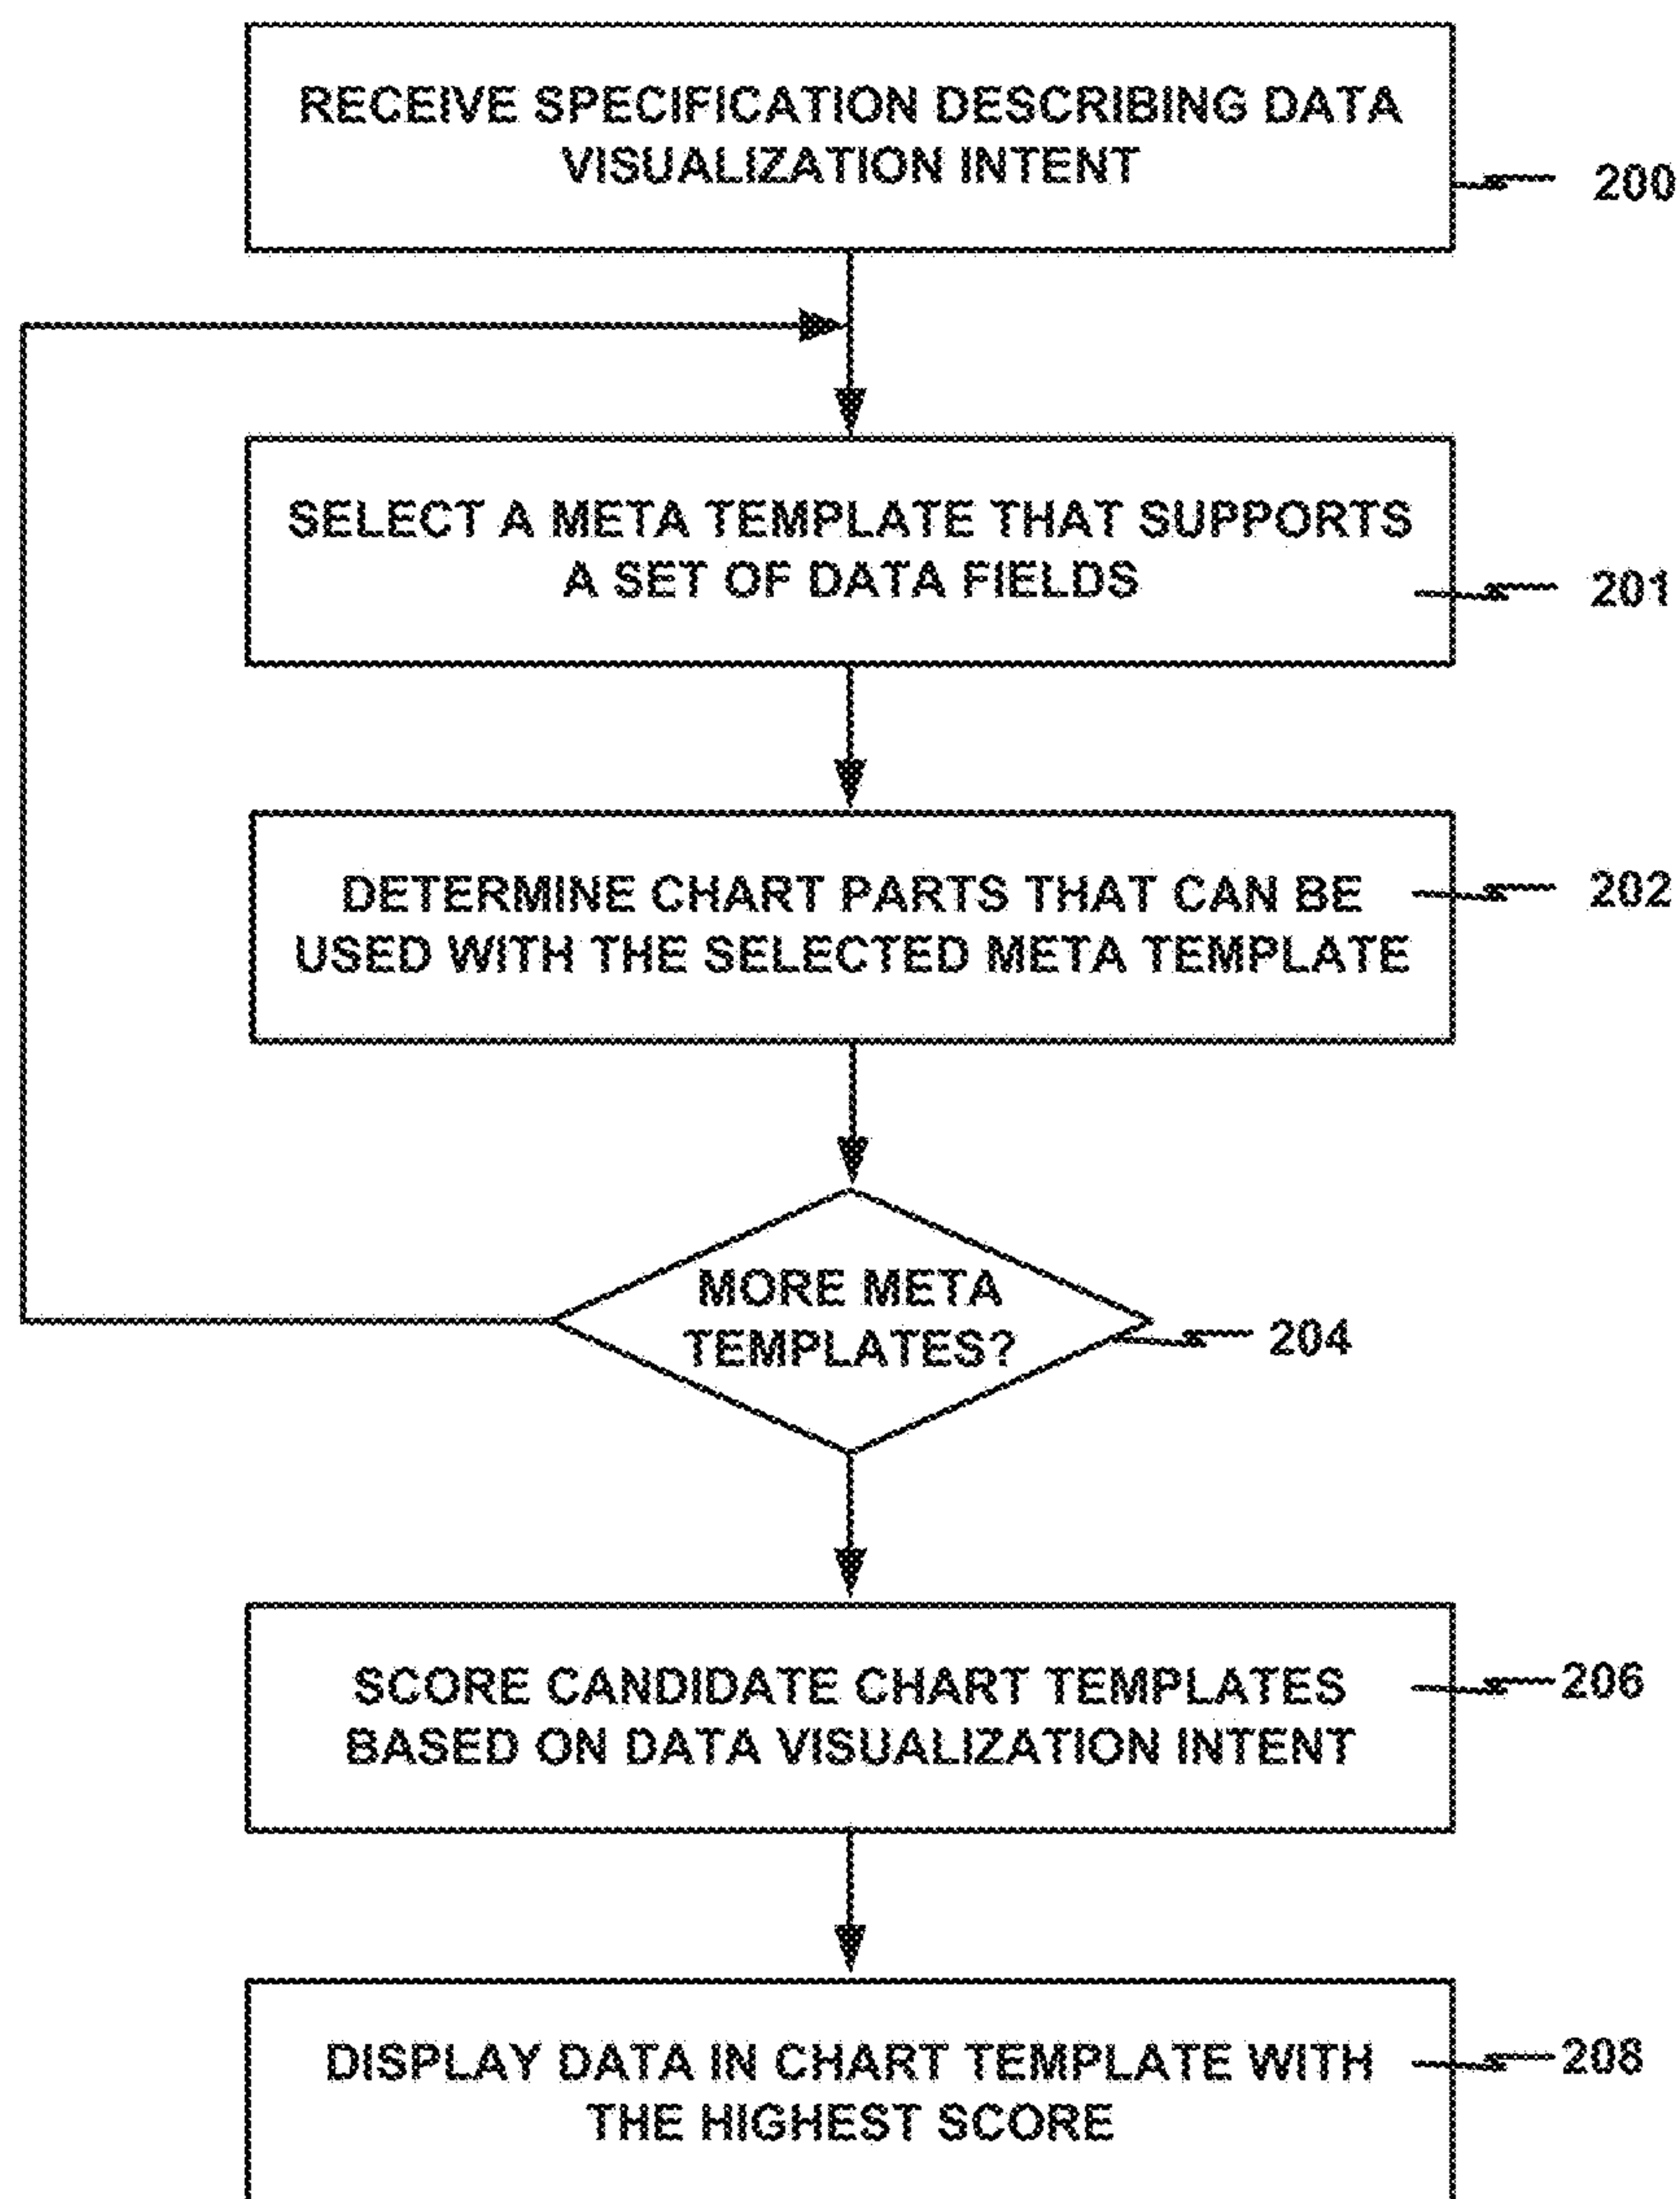 RECEIVE SPECIFICATION DESCRIBING DATA
VISUALIZATION INTENT
200
SELECT A META TEMPLATE THAT SUPPORTS
A SET OF DATA FIELDS
201
DETERMINE CHART PARTS THAT CAN BE
USED WITH THE SELECTED META TEMPLATE
202
MORE META
TEMPLATES?
204
SCORE CANDIDATE CHART TEMPLATES
BASED ON DATA VISUALIZATION INTENT
206
DISPLAY DATA IN CHART TEMPLATE WITH
THE HIGHEST SCORE
208